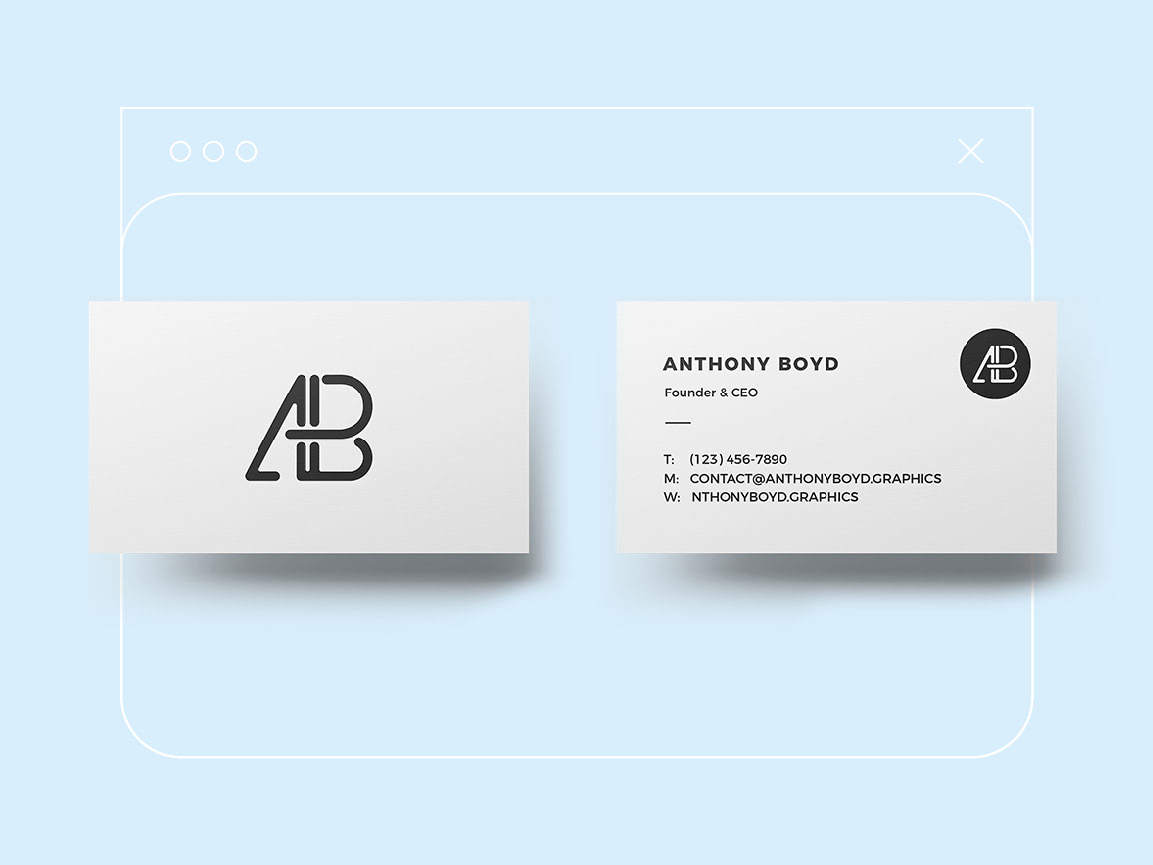 AB
ANTHONY BOYD
AB
Founder & CEO
T: (123) 456-7890
M: CONTACT@ANTHONYBOYD.GRAPHICS
W: NTHONYBOYD.GRAPHICS